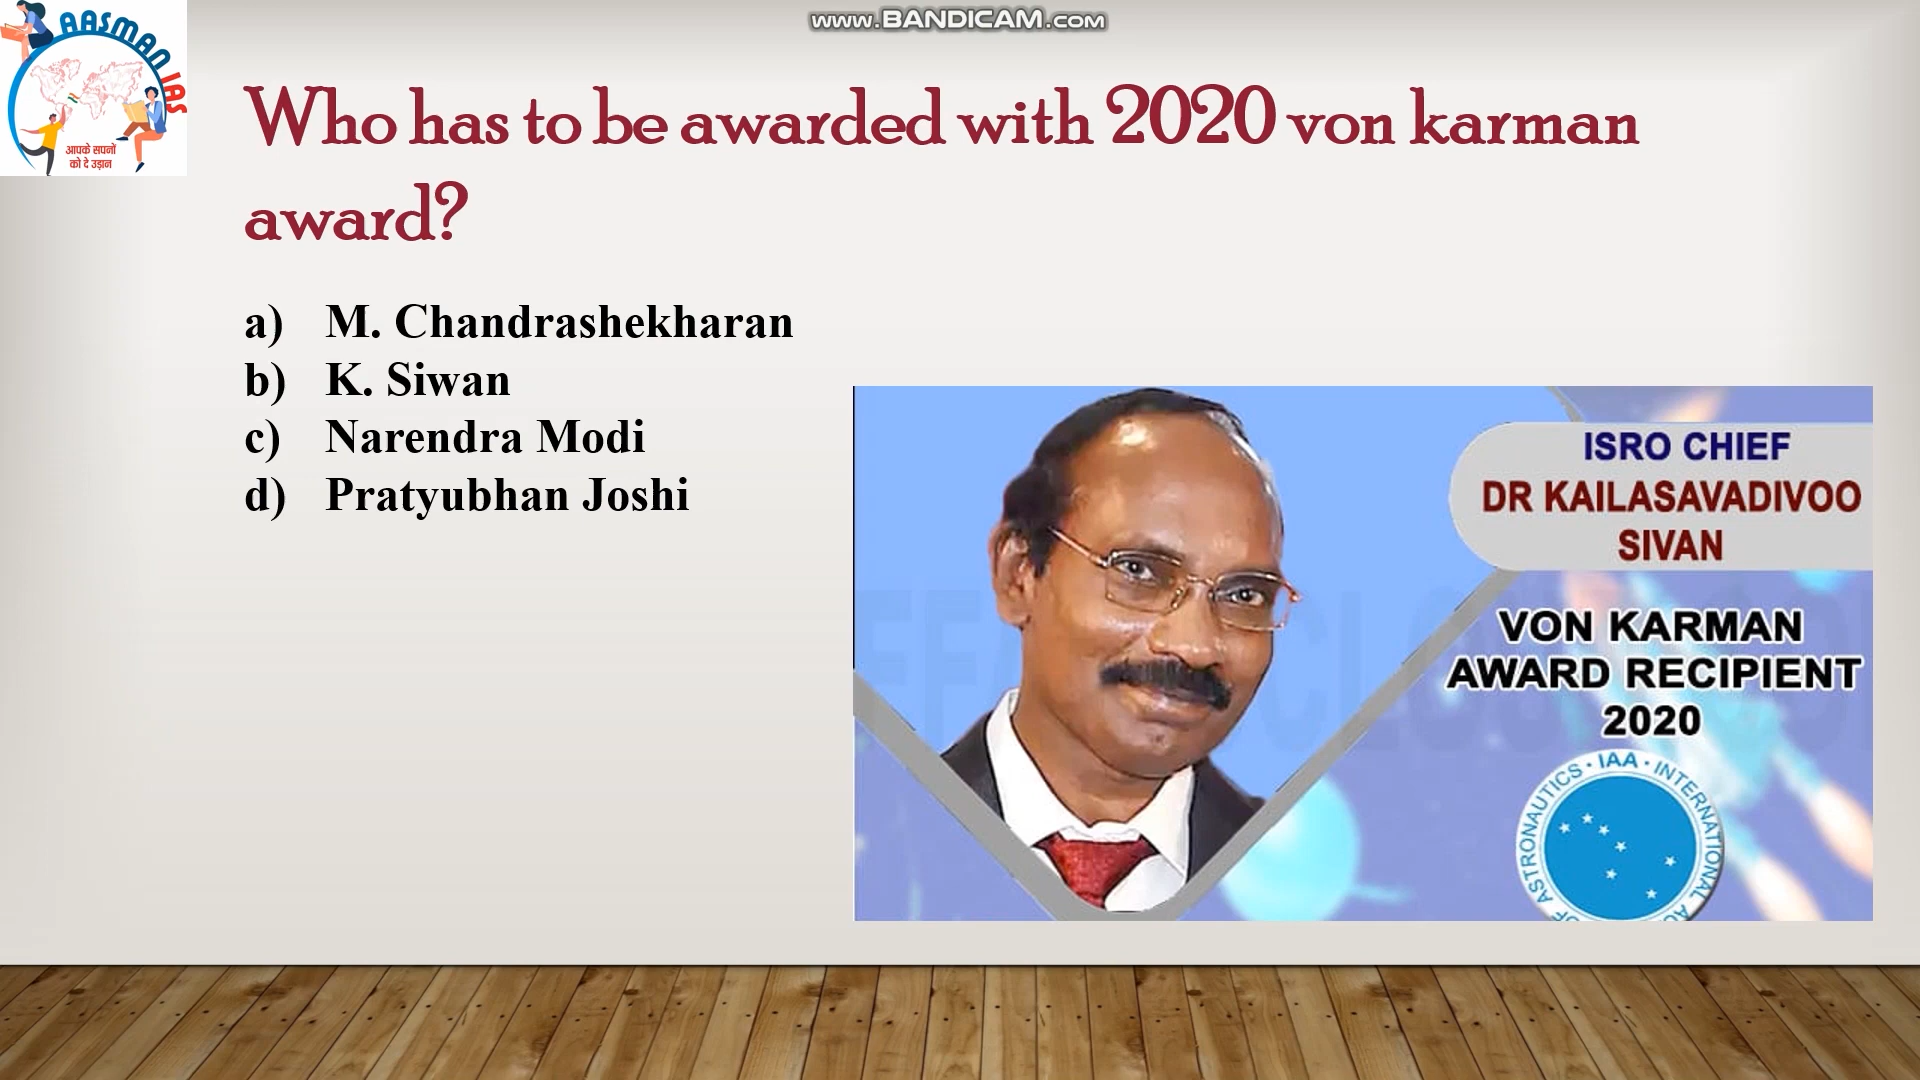 www.BANDICAM.com
AASMAN IAS
आपके सपनों
को दे उड़ान
Who has to be awarded with 2020 von karman
award?
a) M. Chandrashekharan
b) K. Siwan
c) Narendra Modi
d) Pratyubhan Joshi
ISRO CHIEF
DR KAILASAVADIVOO
SIVAN
VON KARMAN
AWARD RECIPIENT
2020
OF ASTRONAUTICS · IAA · INTERNATIONAL